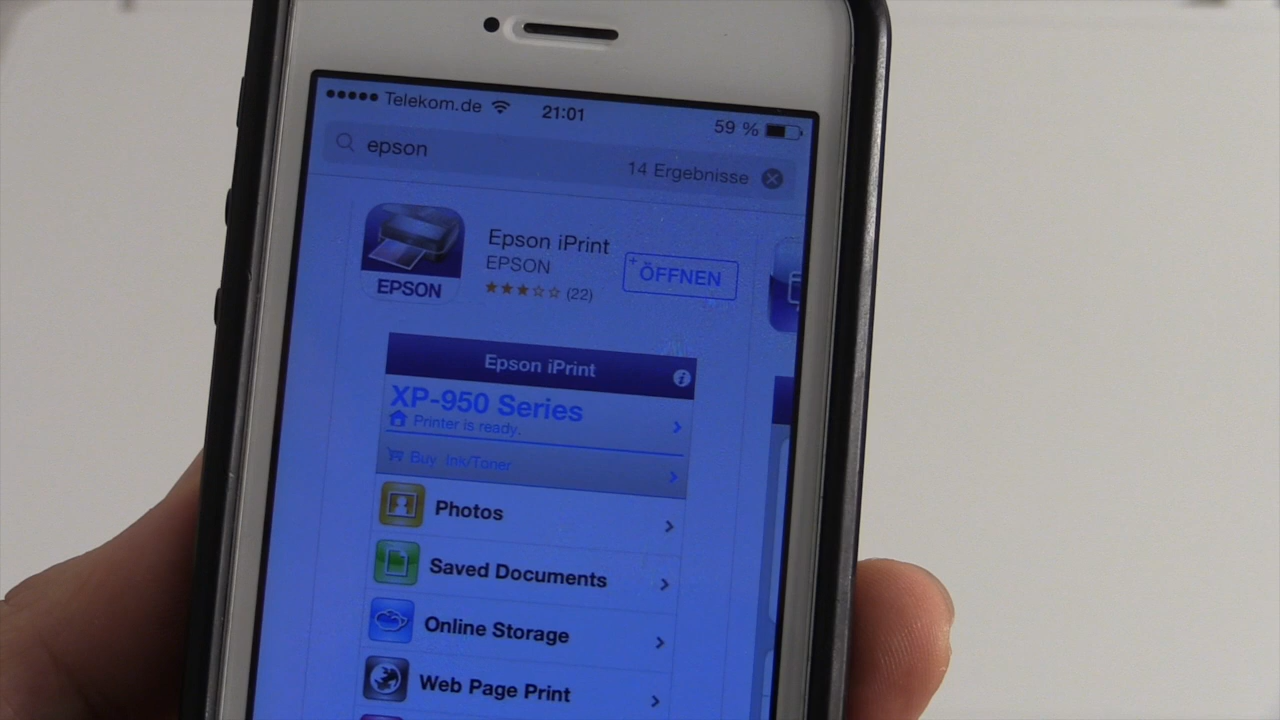 Telekom.de 21:01 59 %
epson 14 Ergebnisse
Epson iPrint
EPSON
(22)
+ ÖFFNEN
EPSON
Epson iPrint
XP-950 Series
Printer is ready.
Buy Ink/Toner
Photos
Saved Documents
Online Storage
Web Page Print